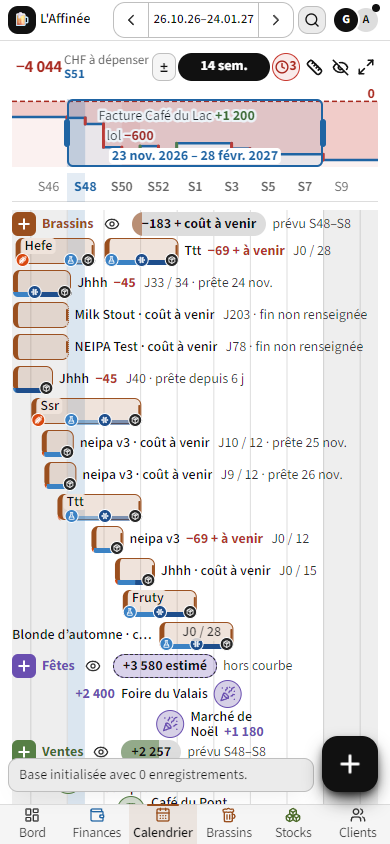 L'Affinée
26.10.26–24.01.27
G
A
−4 044 CHF à dépenser
S51
±
14 sem.
3
0
Facture Café du Lac +1 200
lol −600
23 nov. 2026 – 28 févr. 2027
S46 S48 S50 S52 S1 S3 S5 S7 S9
Brassins −183 + coût à venir prévu S48–S8
Hefe
Ttt −69 + à venir J0 / 28
Jhhh −45 J33 / 34 · prête 24 nov.
Milk Stout · coût à venir J203 · fin non renseignée
NEIPA Test · coût à venir J78 · fin non renseignée
Jhhh −45 J40 · prête depuis 6 j
Ssr
neipa v3 · coût à venir J10 / 12 · prête 25 nov.
neipa v3 · coût à venir J9 / 12 · prête 26 nov.
Ttt
neipa v3 −69 + à venir J0 / 12
Jhhh · coût à venir J0 / 15
Fruty
Blonde d'automne · c… J0 / 28
Fêtes +3 580 estimé hors courbe
+2 400 Foire du Valais
Marché de
Noël +1 180
Ventes +2 257 prévu S48–S8
Base initialisée avec 0 enregistrements.
Café du Pont
Bord Finances Calendrier Brassins Stocks Clients